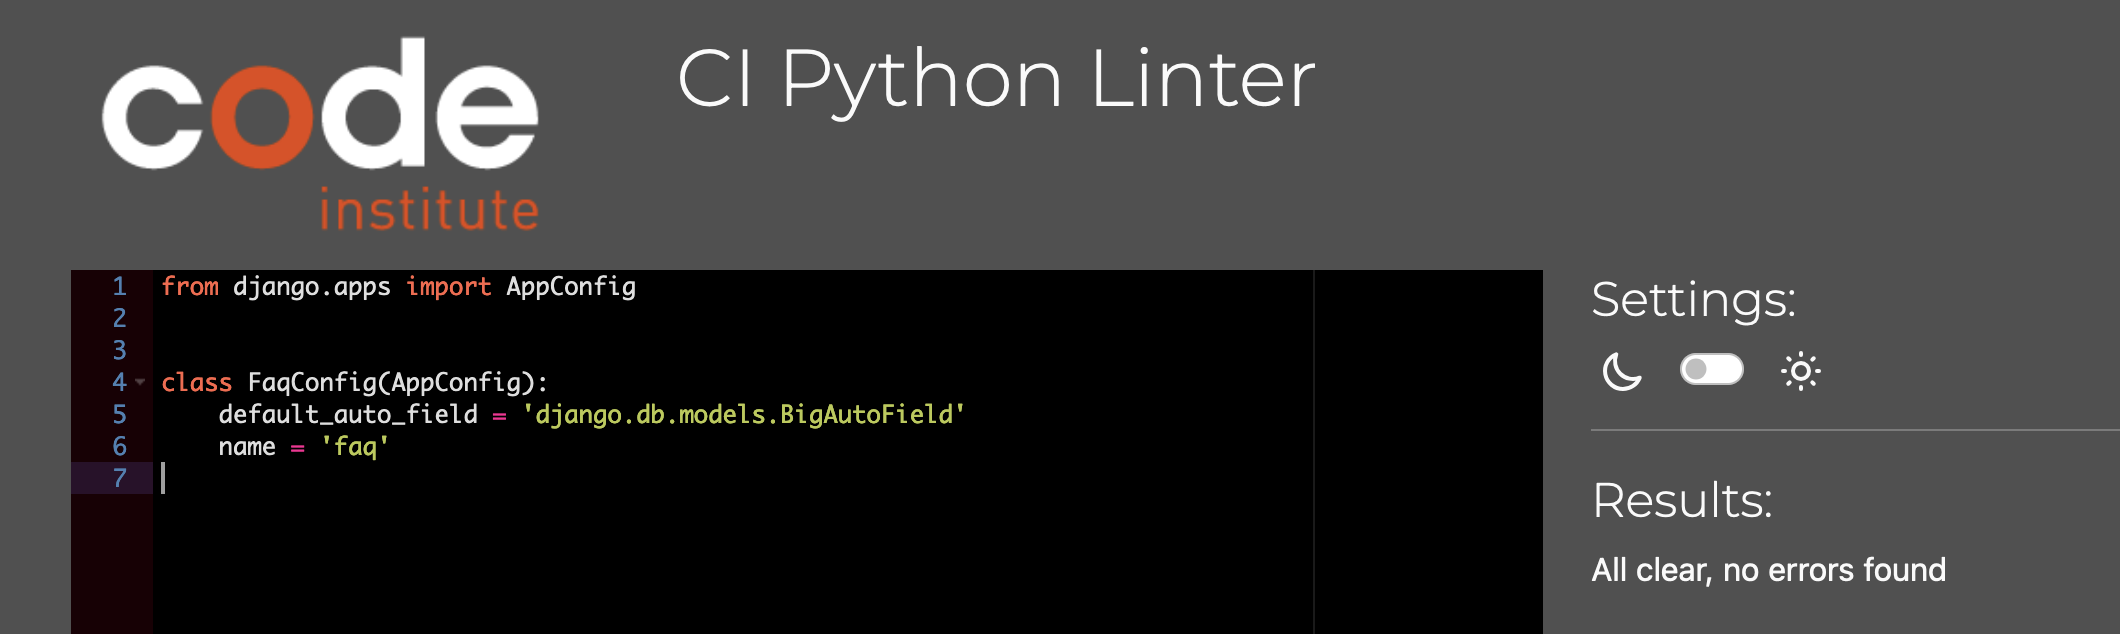 code
institute
CI Python Linter
1 from django.apps import AppConfig
2
3
4 class FaqConfig(AppConfig):
5     default_auto_field = 'django.db.models.BigAutoField'
6     name = 'faq'
7
Settings:
Results:
All clear, no errors found